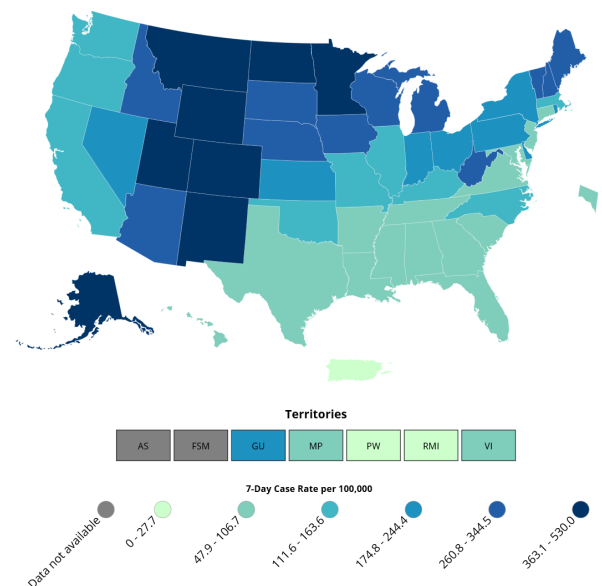 Territories
AS FSM GU MP PW RMI VI
7-Day Case Rate per 100,000
Data not available
0 - 27.7
47.9 - 106.7
111.6 - 163.6
174.8 - 244.4
260.8 - 344.5
363.1 - 530.0